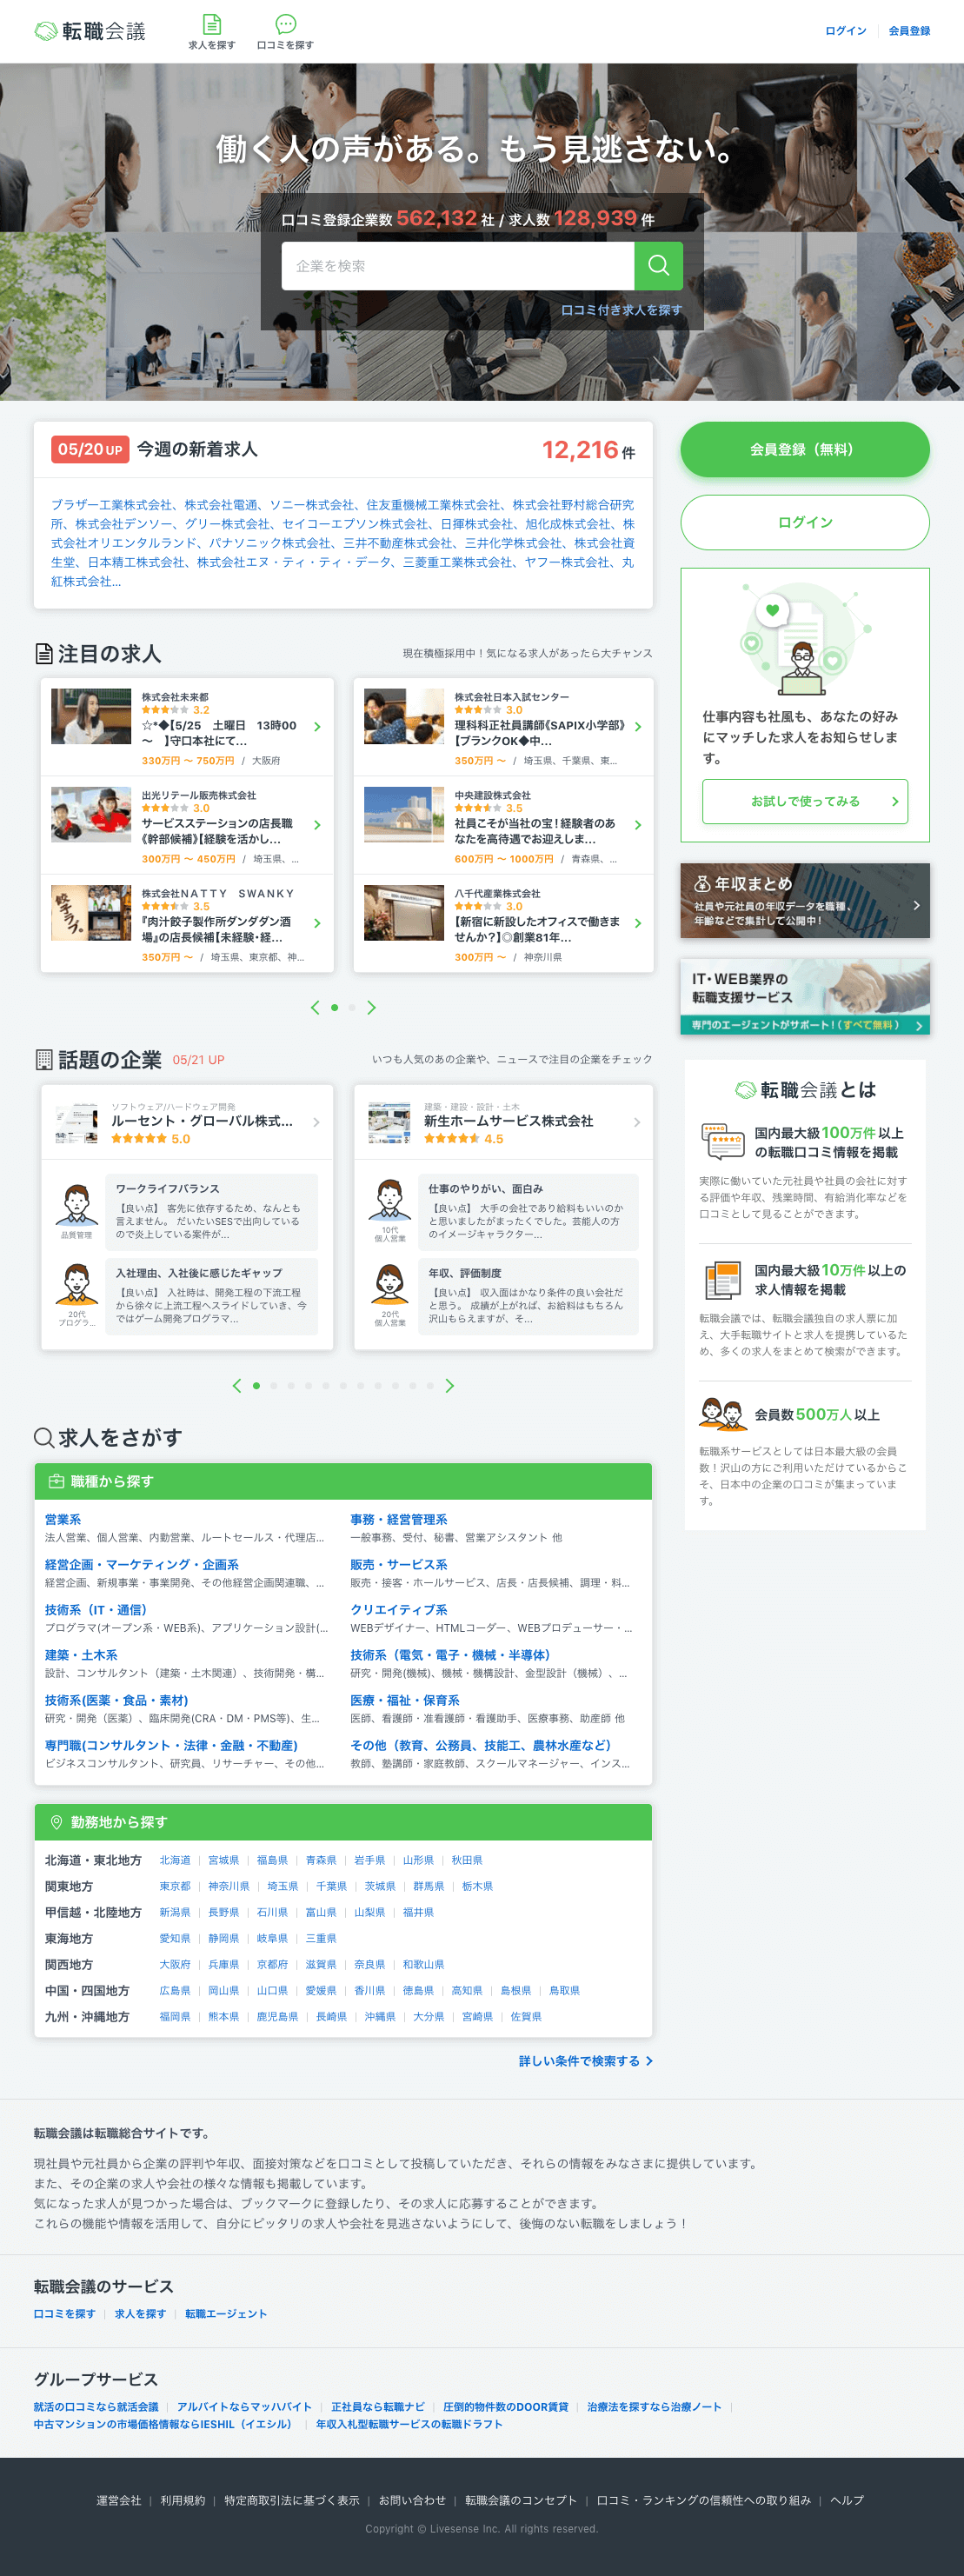 転職会議
求人を探す
口コミを探す
ログイン
会員登録
働く人の声がある。もう見逃さない。
口コミ登録企業数 562,132 社 / 求人数 128,939 件
企業を検索
口コミ付き求人を探す
05/20 UP 今週の新着求人
12,216 件
ブラザー工業株式会社、株式会社電通、ソニー株式会社、住友重機械工業株式会社、株式会社野村総合研究
所、株式会社デンソー、グリー株式会社、セイコーエプソン株式会社、日揮株式会社、旭化成株式会社、株
式会社オリエンタルランド、パナソニック株式会社、三井不動産株式会社、三井化学株式会社、株式会社資
生堂、日本精工株式会社、株式会社エヌ・ティ・ティ・データ、三菱重工業株式会社、ヤフー株式会社、丸
紅株式会社...
注目の求人
現在積極採用中！気になる求人があったら大チャンス
株式会社未来都
3.2
☆*◆【5/25　土曜日　13時00
～　】守口本社にて...
330万円 ～ 750万円 / 大阪府
株式会社日本入試センター
3.0
理科科正社員講師《SAPIX小学部》
【ブランクOK◆中...
350万円 ～ / 埼玉県、千葉県、東...
出光リテール販売株式会社
3.0
サービスステーションの店長職
《幹部候補》【経験を活かし...
300万円 ～ 450万円 / 埼玉県、...
中央建設株式会社
3.5
社員こそが当社の宝！経験者のあ
なたを高待遇でお迎えしま...
600万円 ～ 1000万円 / 青森県、...
株式会社ＮＡＴＴＹ　ＳＷＡＮＫＹ
3.5
『肉汁餃子製作所ダンダダン酒
場』の店長候補【未経験・経...
350万円 ～ / 埼玉県、東京都、神...
八千代産業株式会社
3.0
【新宿に新設したオフィスで働きま
せんか？】◎創業81年...
300万円 ～ / 神奈川県
話題の企業 05/21 UP
いつも人気のあの企業や、ニュースで注目の企業をチェック
ソフトウェア/ハードウェア開発
ルーセント・グローバル株式...
5.0
ワークライフバランス
【良い点】 客先に依存するため、なんとも
言えません。 だいたいSESで出向している
ので炎上している案件が...
品質管理
入社理由、入社後に感じたギャップ
【良い点】 入社時は、開発工程の下流工程
から徐々に上流工程へスライドしていき、今
ではゲーム開発プログラマ...
20代
プログラ...
建築・建設・設計・土木
新生ホームサービス株式会社
4.5
仕事のやりがい、面白み
【良い点】 大手の会社であり給料もいいのか
と思いましたがまったくでした。芸能人の方
のイメージキャラクター...
10代
個人営業
年収、評価制度
【良い点】 収入面はかなり条件の良い会社だ
と思う。 成績が上がれば、お給料はもちろん
沢山もらえますが、そ...
20代
個人営業
求人をさがす
職種から探す
営業系
法人営業、個人営業、内勤営業、ルートセールス・代理店...
事務・経営管理系
一般事務、受付、秘書、営業アシスタント 他
経営企画・マーケティング・企画系
経営企画、新規事業・事業開発、その他経営企画関連職、...
販売・サービス系
販売・接客・ホールサービス、店長・店長候補、調理・料...
技術系（IT・通信）
プログラマ(オープン系・WEB系)、アプリケーション設計(...
クリエイティブ系
WEBデザイナー、HTMLコーダー、WEBプロデューサー・...
建築・土木系
設計、コンサルタント（建築・土木関連）、技術開発・構...
技術系（電気・電子・機械・半導体）
研究・開発(機械)、機械・機構設計、金型設計（機械）、...
技術系(医薬・食品・素材)
研究・開発（医薬）、臨床開発(CRA・DM・PMS等)、生...
医療・福祉・保育系
医師、看護師・准看護師・看護助手、医療事務、助産師 他
専門職(コンサルタント・法律・金融・不動産)
ビジネスコンサルタント、研究員、リサーチャー、その他...
その他（教育、公務員、技能工、農林水産など）
教師、塾講師・家庭教師、スクールマネージャー、インス...
勤務地から探す
北海道・東北地方 北海道 | 宮城県 | 福島県 | 青森県 | 岩手県 | 山形県 | 秋田県
関東地方 東京都 | 神奈川県 | 埼玉県 | 千葉県 | 茨城県 | 群馬県 | 栃木県
甲信越・北陸地方 新潟県 | 長野県 | 石川県 | 富山県 | 山梨県 | 福井県
東海地方 愛知県 | 静岡県 | 岐阜県 | 三重県
関西地方 大阪府 | 兵庫県 | 京都府 | 滋賀県 | 奈良県 | 和歌山県
中国・四国地方 広島県 | 岡山県 | 山口県 | 愛媛県 | 香川県 | 徳島県 | 高知県 | 島根県 | 鳥取県
九州・沖縄地方 福岡県 | 熊本県 | 鹿児島県 | 長崎県 | 沖縄県 | 大分県 | 宮崎県 | 佐賀県
詳しい条件で検索する
会員登録（無料）
ログイン
仕事内容も社風も、あなたの好み
にマッチした求人をお知らせしま
す。
お試しで使ってみる
年収まとめ
社員や元社員の年収データを職種、
年齢などで集計して公開中！
IT・WEB業界の
転職支援サービス
専門のエージェントがサポート！（すべて無料）
転職会議とは
国内最大級100万件以上
の転職口コミ情報を掲載
実際に働いていた元社員や社員の会社に対す
る評価や年収、残業時間、有給消化率などを
口コミとして見ることができます。
国内最大級10万件以上の
求人情報を掲載
転職会議では、転職会議独自の求人票に加
え、大手転職サイトと求人を提携しているた
め、多くの求人をまとめて検索ができます。
会員数500万人以上
転職系サービスとしては日本最大級の会員
数！沢山の方にご利用いただけているからこ
そ、日本中の企業の口コミが集まっていま
す。
転職会議は転職総合サイトです。
現社員や元社員から企業の評判や年収、面接対策などを口コミとして投稿していただき、それらの情報をみなさまに提供しています。
また、その企業の求人や会社の様々な情報も掲載しています。
気になった求人が見つかった場合は、ブックマークに登録したり、その求人に応募することができます。
これらの機能や情報を活用して、自分にピッタリの求人や会社を見逃さないようにして、後悔のない転職をしましょう！
転職会議のサービス
口コミを探す | 求人を探す | 転職エージェント
グループサービス
就活の口コミなら就活会議 | アルバイトならマッハバイト | 正社員なら転職ナビ | 圧倒的物件数のDOOR賃貸 | 治療法を探すなら治療ノート |
中古マンションの市場価格情報ならIESHIL（イエシル） | 年収入札型転職サービスの転職ドラフト
運営会社 | 利用規約 | 特定商取引法に基づく表示 | お問い合わせ | 転職会議のコンセプト | 口コミ・ランキングの信頼性への取り組み | ヘルプ
Copyright © Livesense Inc. All rights reserved.